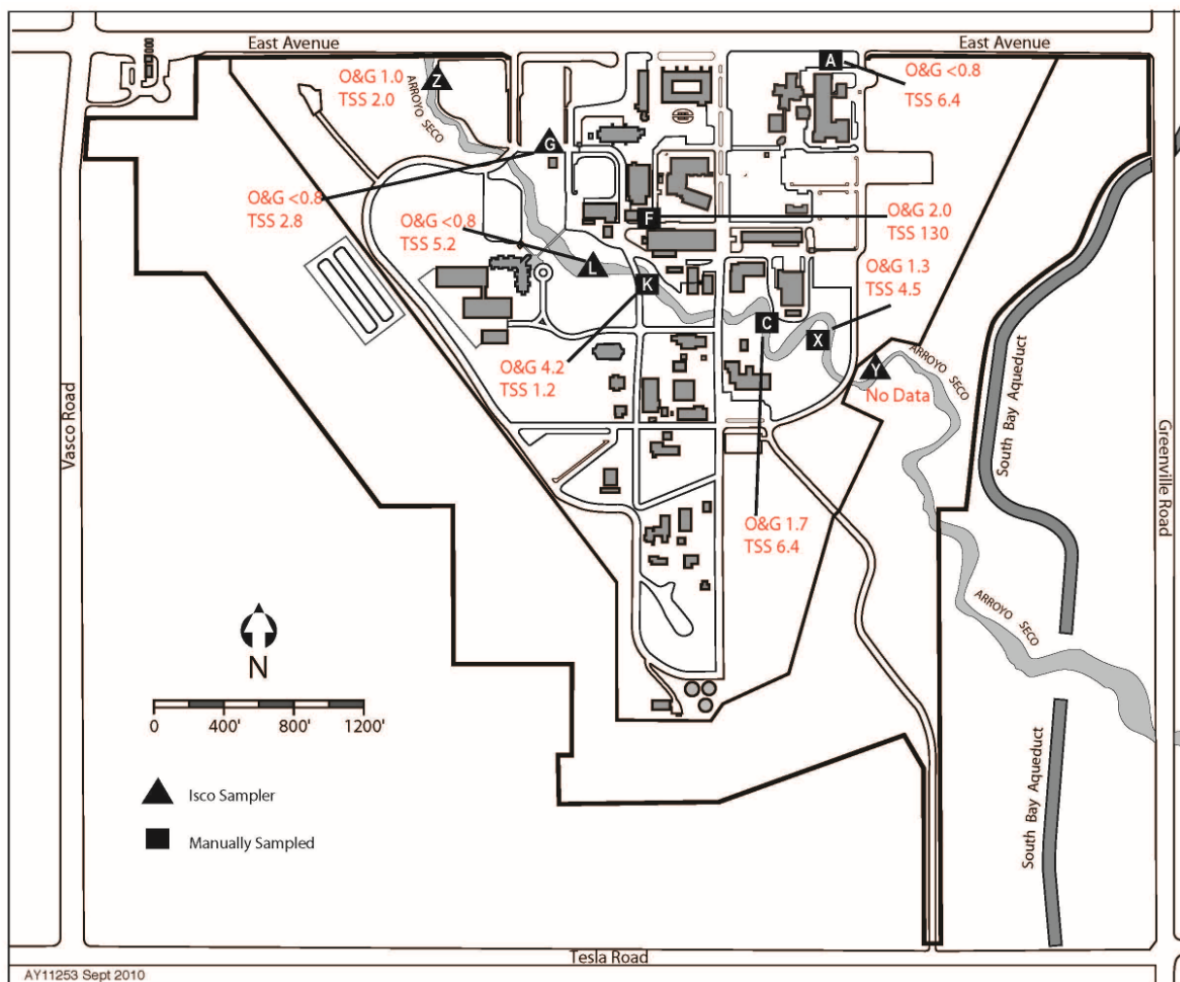 East Avenue
East Avenue
O&G 1.0
TSS 2.0
Z
ARROYO SECO
A
O&G <0.8
TSS 6.4
G
O&G <0.8
TSS 2.8
O&G <0.8
TSS 5.2
F
O&G 2.0
TSS 130
O&G 1.3
TSS 4.5
L
K
C
X
O&G 4.2
TSS 1.2
Y
No Data
ARROYO SECO
South Bay Aqueduct
Vasco Road
Greenville Road
O&G 1.7
TSS 6.4
ARROYO SECO
N
0 400' 800' 1200'
Isco Sampler
Manually Sampled
South Bay Aqueduct
Tesla Road
AY11253 Sept 2010